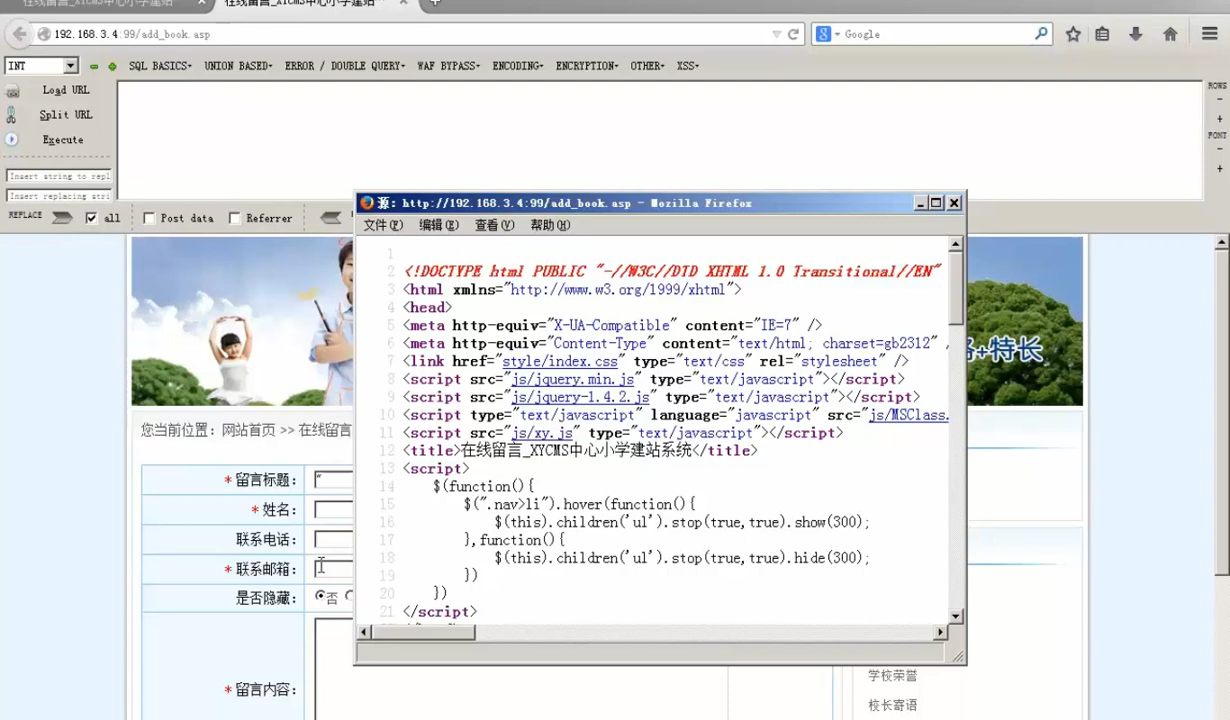 在线留言_XYCMS中心小学建站
在线留言_XYCMS中心小学建站
192.168.3.4:99/add_book.asp
Google
INT
SQL BASICS
UNION BASED
ERROR / DOUBLE QUERY
WAF BYPASS
ENCODING
ENCRYPTION
OTHER
XSS
Load URL
Split URL
Execute
Insert string to repl
Insert replacing stri
REPLACE
all
Post data
Referrer
ROWS
-
+
FONT
-
+
源: http://192.168.3.4:99/add_book.asp - Mozilla Firefox
文件(F) 编辑(E) 查看(V) 帮助(H)
1
2 <!DOCTYPE html PUBLIC "-//W3C//DTD XHTML 1.0 Transitional//EN"
3 <html xmlns="http://www.w3.org/1999/xhtml">
4 <head>
5 <meta http-equiv="X-UA-Compatible" content="IE=7" />
6 <meta http-equiv="Content-Type" content="text/html; charset=gb2312" /
7 <link href="style/index.css" type="text/css" rel="stylesheet" />
8 <script src="js/jquery.min.js" type="text/javascript"></script>
9 <script src="js/jquery-1.4.2.js" type="text/javascript"></script>
10 <script type="text/javascript" language="javascript" src="js/MSClass.
11 <script src="js/xy.js" type="text/javascript"></script>
12 <title>在线留言_XYCMS中心小学建站系统</title>
13 <script>
14 $(function(){
15 $(".nav>li").hover(function(){
16 $(this).children('ul').stop(true,true).show(300);
17 },function(){
18 $(this).children('ul').stop(true,true).hide(300);
19 })
20 })
21 </script>
+特长
您当前位置：网站首页 >> 在线留言
* 留言标题： "
* 姓名：
联系电话：
* 联系邮箱：
是否隐藏： 否
* 留言内容：
学校荣誉
校长寄语